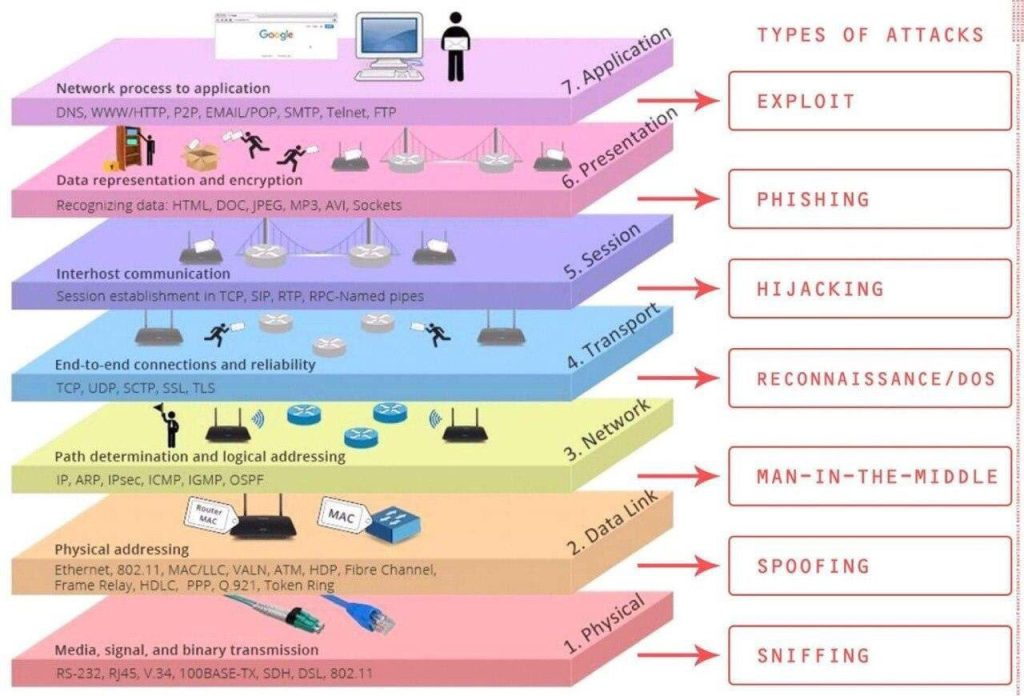 TYPES OF ATTACKS
Google
7. Application
Network process to application
DNS, WWW/HTTP, P2P, EMAIL/POP, SMTP, Telnet, FTP
EXPLOIT
6. Presentation
Data representation and encryption
Recognizing data: HTML, DOC, JPEG, MP3, AVI, Sockets
PHISHING
5. Session
Interhost communication
Session establishment in TCP, SIP, RTP, RPC-Named pipes
HIJACKING
4. Transport
End-to-end connections and reliability
TCP, UDP, SCTP, SSL, TLS
RECONNAISSANCE/DOS
3. Network
Path determination and logical addressing
IP, ARP, IPsec, ICMP, IGMP, OSPF
MAN-IN-THE-MIDDLE
Router
MAC
MAC
2. Data Link
Physical addressing
Ethernet, 802.11, MAC/LLC, VALN, ATM, HDP, Fibre Channel,
Frame Relay, HDLC, PPP, Q.921, Token Ring
SPOOFING
1. Physical
Media, signal, and binary transmission
RS-232, RJ45, V.34, 100BASE-TX, SDH, DSL, 802.11
SNIFFING